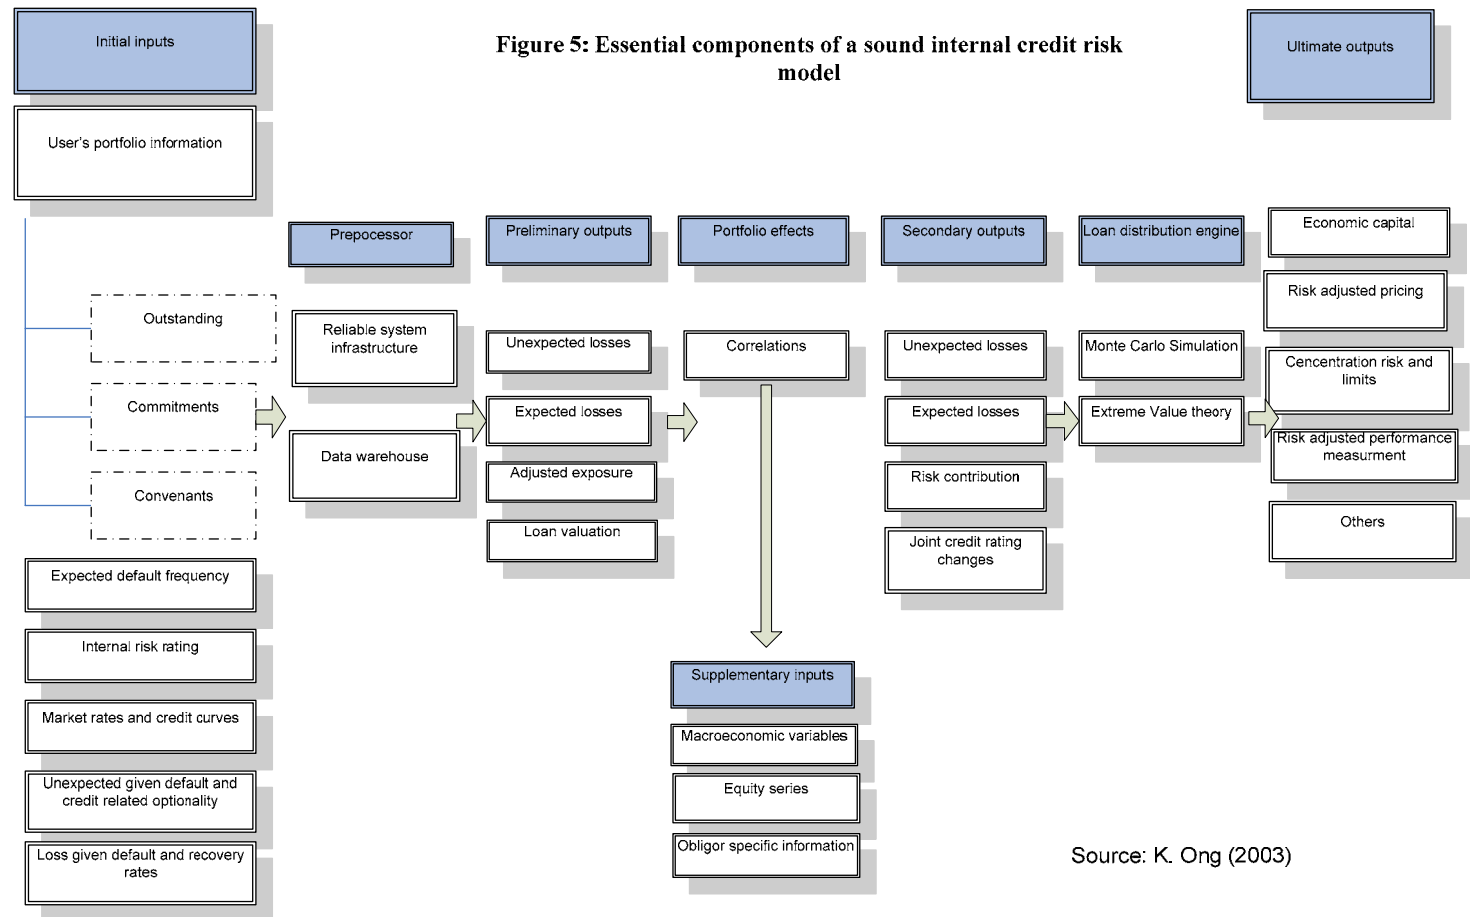 Initial inputs
Figure 5: Essential components of a sound internal credit risk
model
Ultimate outputs
User's portfolio information
Prepocessor
Preliminary outputs
Portfolio effects
Secondary outputs
Loan distribution engine
Economic capital
Risk adjusted pricing
Outstanding
Reliable system
infrastructure
Unexpected losses
Correlations
Unexpected losses
Monte Carlo Simulation
Cencentration risk and
limits
Commitments
Expected losses
Expected losses
Extreme Value theory
Risk adjusted performance
measurment
Data warehouse
Adjusted exposure
Risk contribution
Convenants
Loan valuation
Joint credit rating
changes
Others
Expected default frequency
Internal risk rating
Supplementary inputs
Market rates and credit curves
Macroeconomic variables
Unexpected given default and
credit related optionality
Equity series
Loss given default and recovery
rates
Obligor specific information
Source: K. Ong (2003)